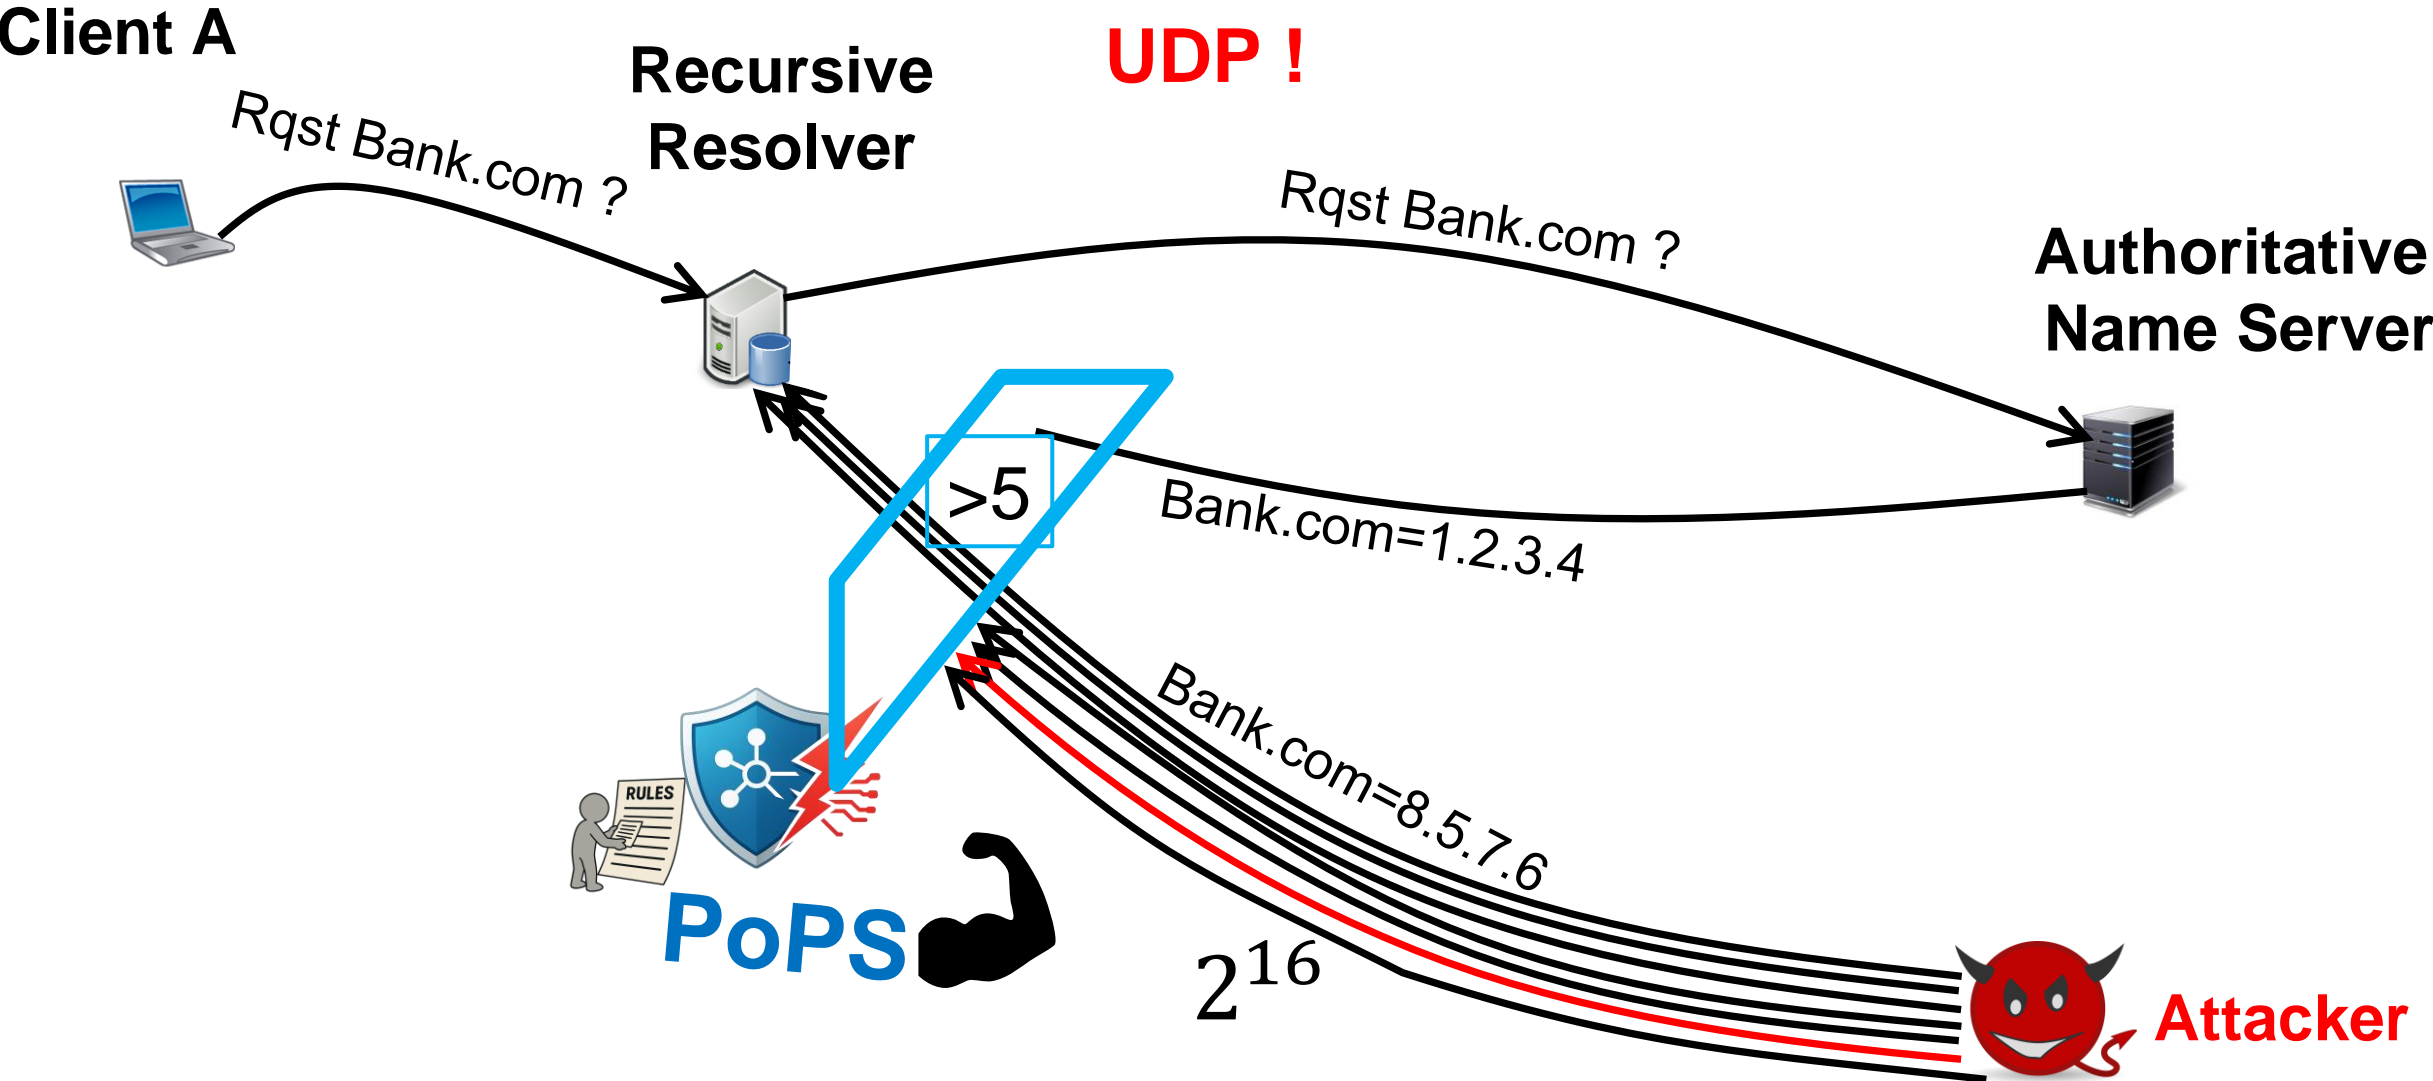 Client A
Recursive
Resolver
UDP !
Rqst Bank.com ?
Rqst Bank.com ?
Authoritative
Name Server
>5
Bank.com=1.2.3.4
Bank.com=8.5.7.6
RULES
PoPS
2^16
Attacker